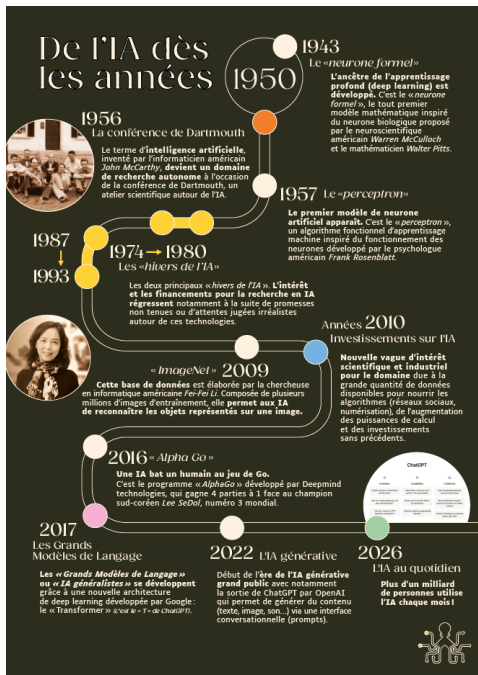 De l'IA dès
les années
1950
1943
Le «neurone formel»
L'ancêtre de l'apprentissage
profond (deep learning) est
développé. C'est le «neurone
formel», le tout premier
modèle mathématique inspiré
du neurone biologique proposé
par le neuroscientifique
américain Warren McCulloch
et le mathématicien Walter Pitts.
1956
La conférence de Dartmouth
Le terme d'intelligence artificielle,
inventé par l'informaticien américain
John McCarthy, devient un domaine
de recherche autonome à l'occasion
de la conférence de Dartmouth, un
atelier scientifique autour de l'IA.
1957 Le «perceptron»
Le premier modèle de neurone
artificiel apparaît. C'est le «perceptron»,
un algorithme fonctionnel d'apprentissage
machine inspiré du fonctionnement des
neurones développé par le psychologue
américain Frank Rosenblatt.
1987
1993
1974 → 1980
Les «hivers de l'IA»
Les deux principaux «hivers de l'IA». L'intérêt
et les financements pour la recherche en IA
régressent notamment à la suite de promesses
non tenues ou d'attentes jugées irréalistes
autour de ces technologies.
Années 2010
Investissements sur l'IA
Nouvelle vague d'intérêt
scientifique et industriel
pour le domaine due à la
grande quantité de données
disponibles pour nourrir les
algorithmes (réseaux sociaux,
numérisation), de l'augmentation
des puissances de calcul
et des investissements
sans précédents.
«ImageNet» 2009
Cette base de données est élaborée par la chercheuse
en informatique américaine Fei-Fei Li. Composée de plusieurs
millions d'images d'entraînement, elle permet aux IA
de reconnaître les objets représentés sur une image.
2016 «Alpha Go»
Une IA bat un humain au jeu de Go.
C'est le programme «AlphaGo» développé par Deepmind
technologies, qui gagne 4 parties à 1 face au champion
sud-coréen Lee SeDol, numéro 3 mondial.
ChatGPT
2017
Les Grands
Modèles de Langage
Les «Grands Modèles de Langage»
ou «IA généralistes» se développent
grâce à une nouvelle architecture
de deep learning développée par Google :
le «Transformer» (c'est le «T» de ChatGPT).
2022 L'IA générative
Début de l'ère de l'IA générative
grand public avec notamment
la sortie de ChatGPT par OpenAI
qui permet de générer du contenu
(texte, image, son...) via une interface
conversationnelle (prompts).
2026
L'IA au quotidien
Plus d'un milliard
de personnes utilise
l'IA chaque mois !